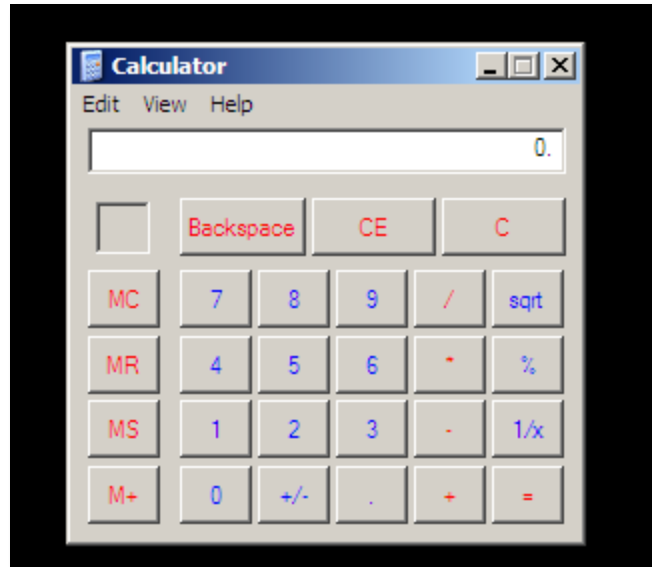 Calculator
Edit View Help
0.
Backspace CE C
MC 7 8 9 / sqrt
MR 4 5 6 * %
MS 1 2 3 - 1/x
M+ 0 +/- . + =